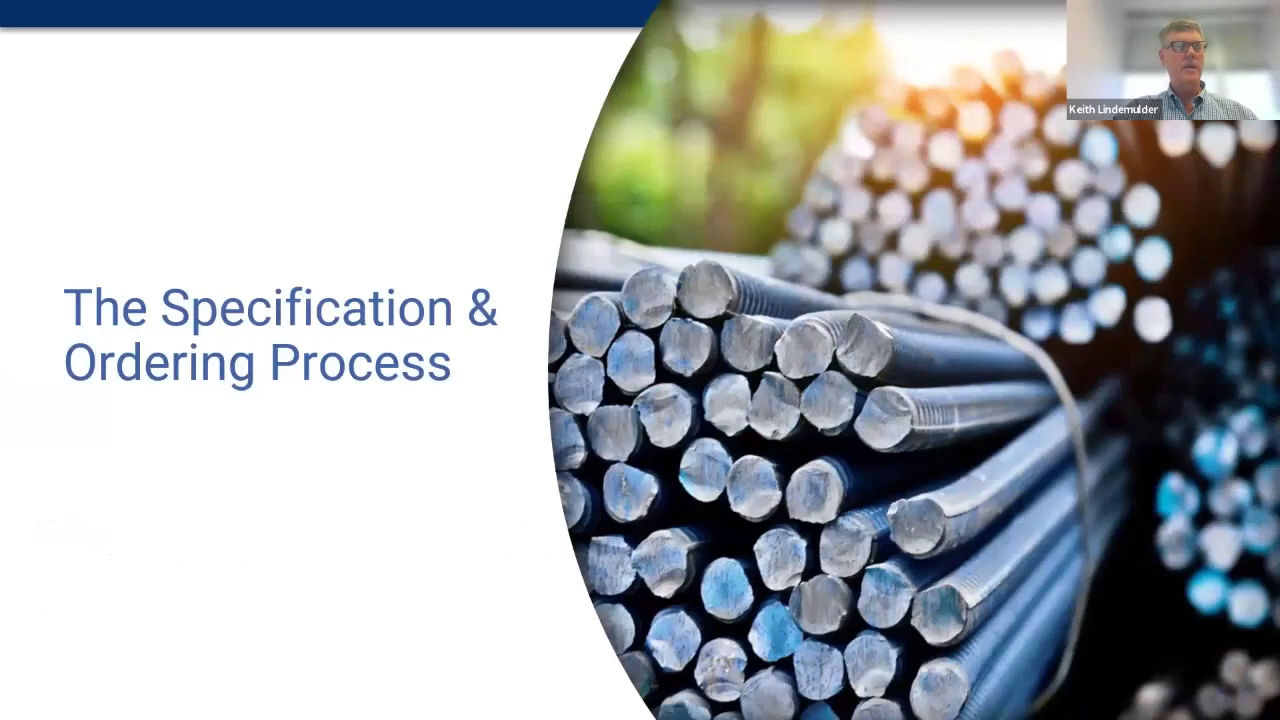 The Specification &
Ordering Process
Keith Lindemulder